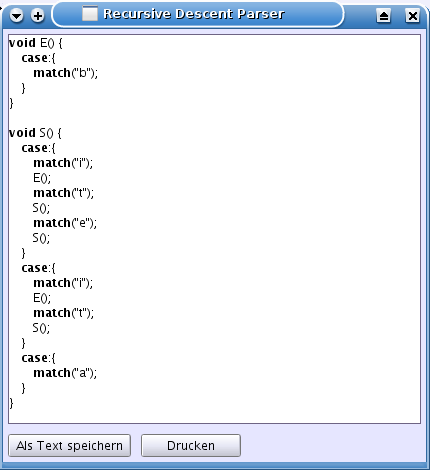 Recursive Descent Parser
void E() {
case:{
match("b");
}
}
void S() {
case:{
match("i");
E();
match("t");
S();
match("e");
S();
}
case:{
match("i");
E();
match("t");
S();
}
case:{
match("a");
}
}
Als Text speichern Drucken